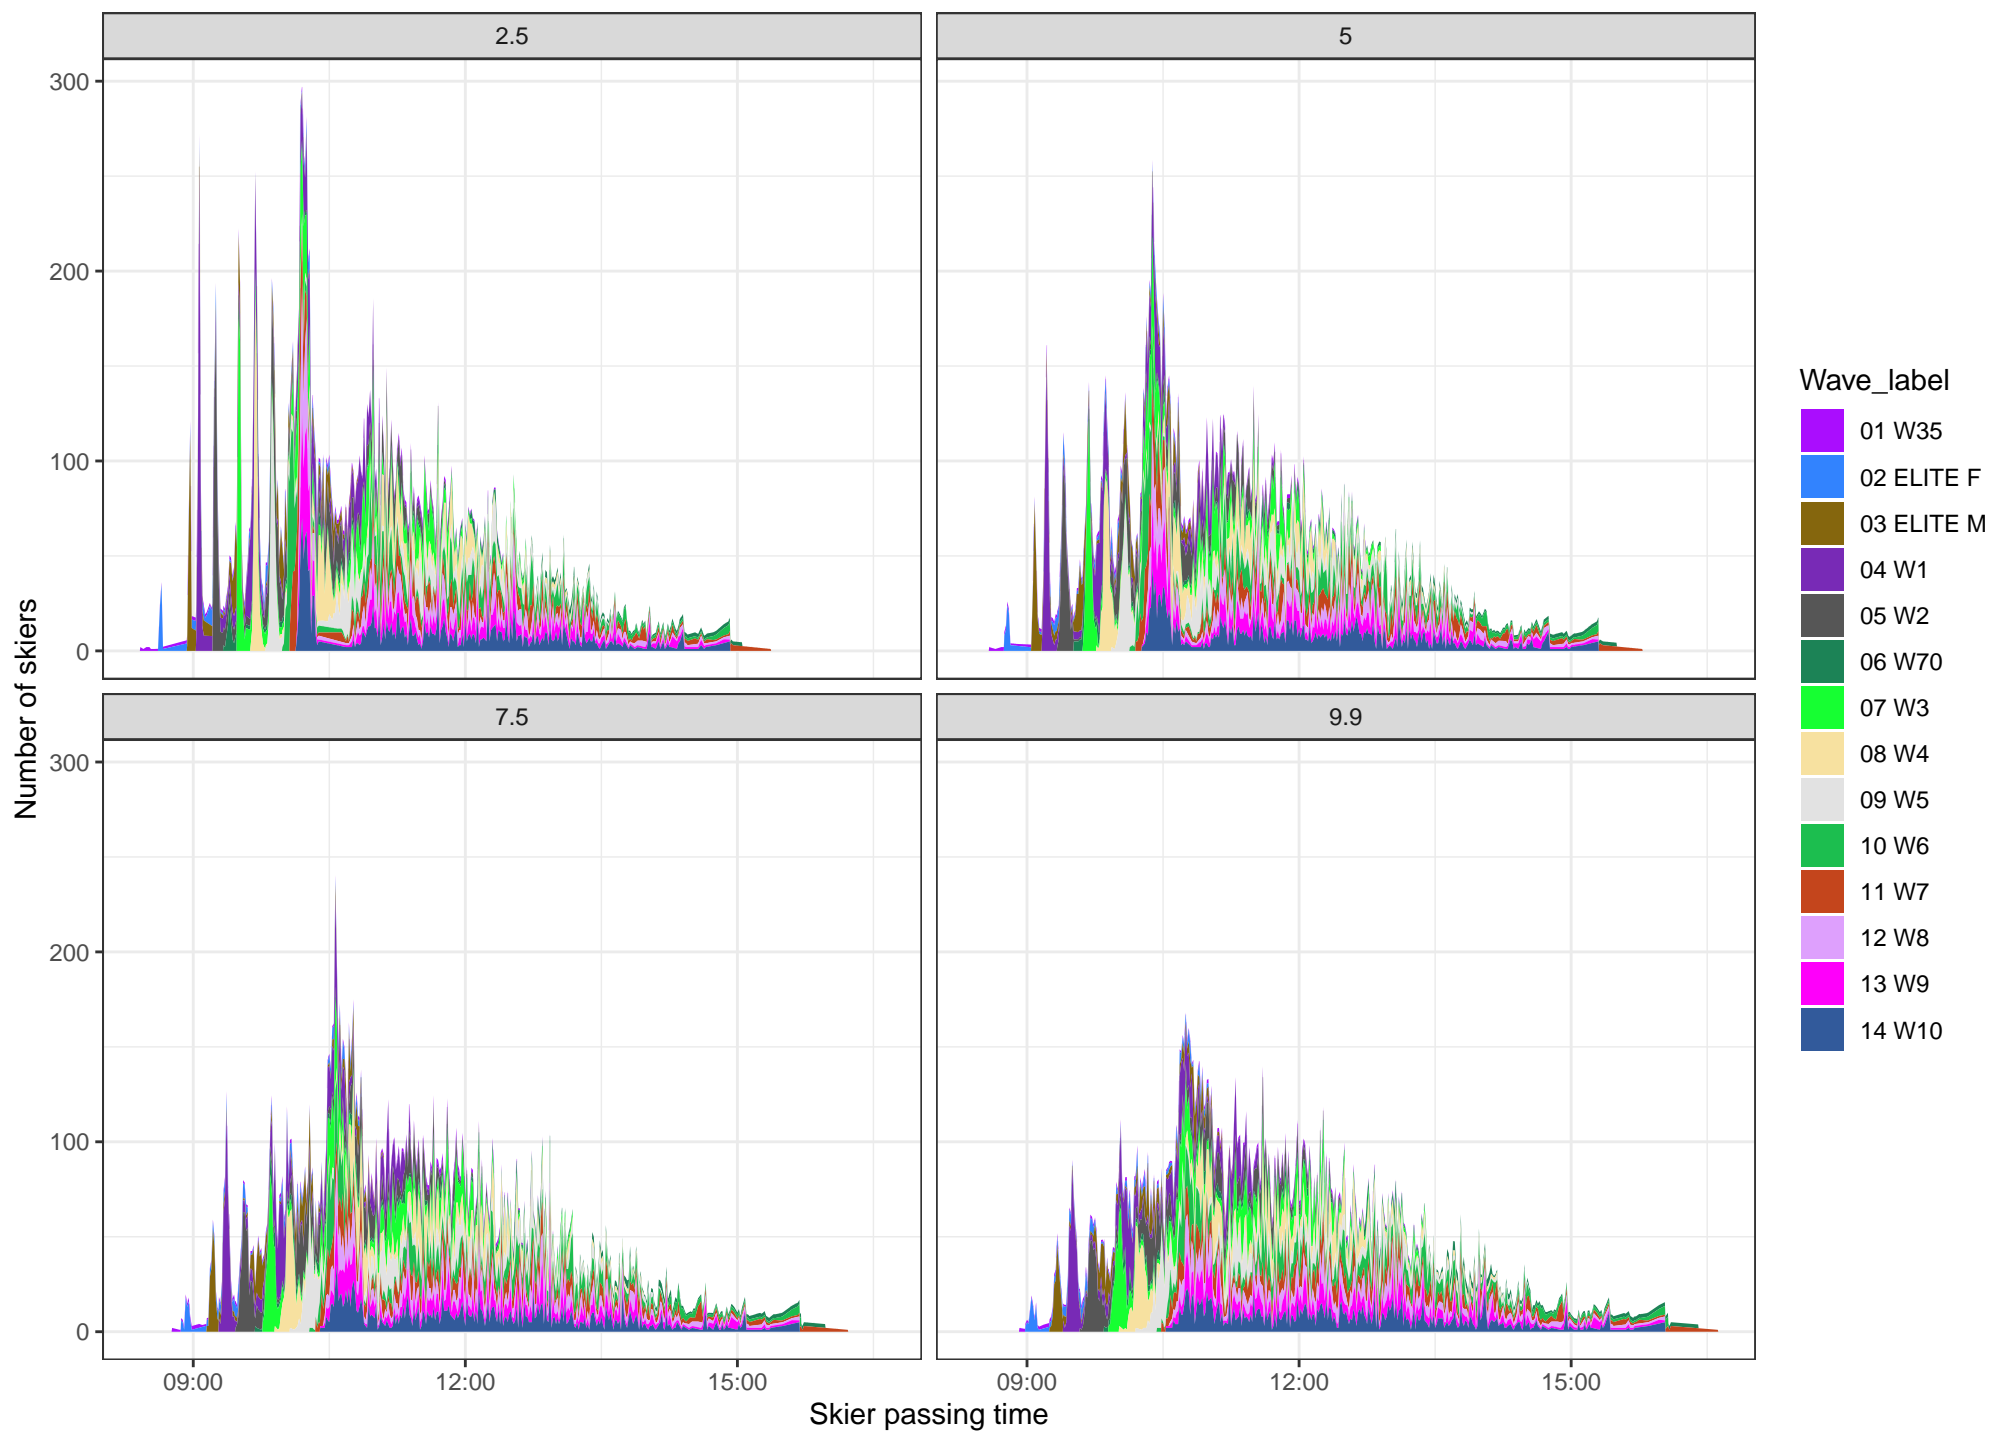 2.5
5
300
200
100
0
7.5
9.9
300
200
100
0
09:00
12:00
15:00
09:00
12:00
15:00
Skier passing time
Number of skiers
Wave_label
01 W35
02 ELITE F
03 ELITE M
04 W1
05 W2
06 W70
07 W3
08 W4
09 W5
10 W6
11 W7
12 W8
13 W9
14 W10